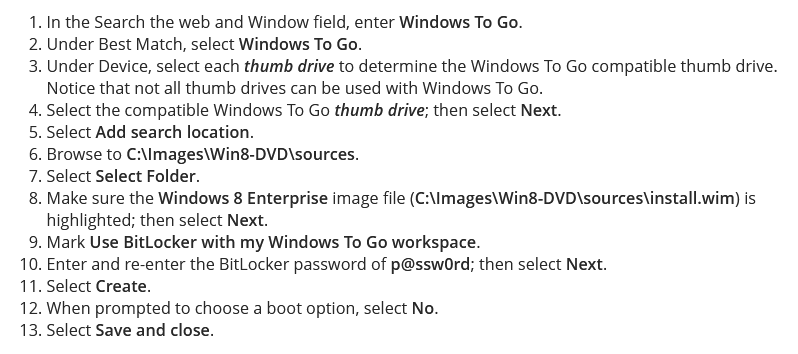 1. In the Search the web and Window field, enter Windows To Go.
2. Under Best Match, select Windows To Go.
3. Under Device, select each thumb drive to determine the Windows To Go compatible thumb drive.
Notice that not all thumb drives can be used with Windows To Go.
4. Select the compatible Windows To Go thumb drive; then select Next.
5. Select Add search location.
6. Browse to C:\Images\Win8-DVD\sources.
7. Select Select Folder.
8. Make sure the Windows 8 Enterprise image file (C:\Images\Win8-DVD\sources\install.wim) is
highlighted; then select Next.
9. Mark Use BitLocker with my Windows To Go workspace.
10. Enter and re-enter the BitLocker password of p@ssw0rd; then select Next.
11. Select Create.
12. When prompted to choose a boot option, select No.
13. Select Save and close.